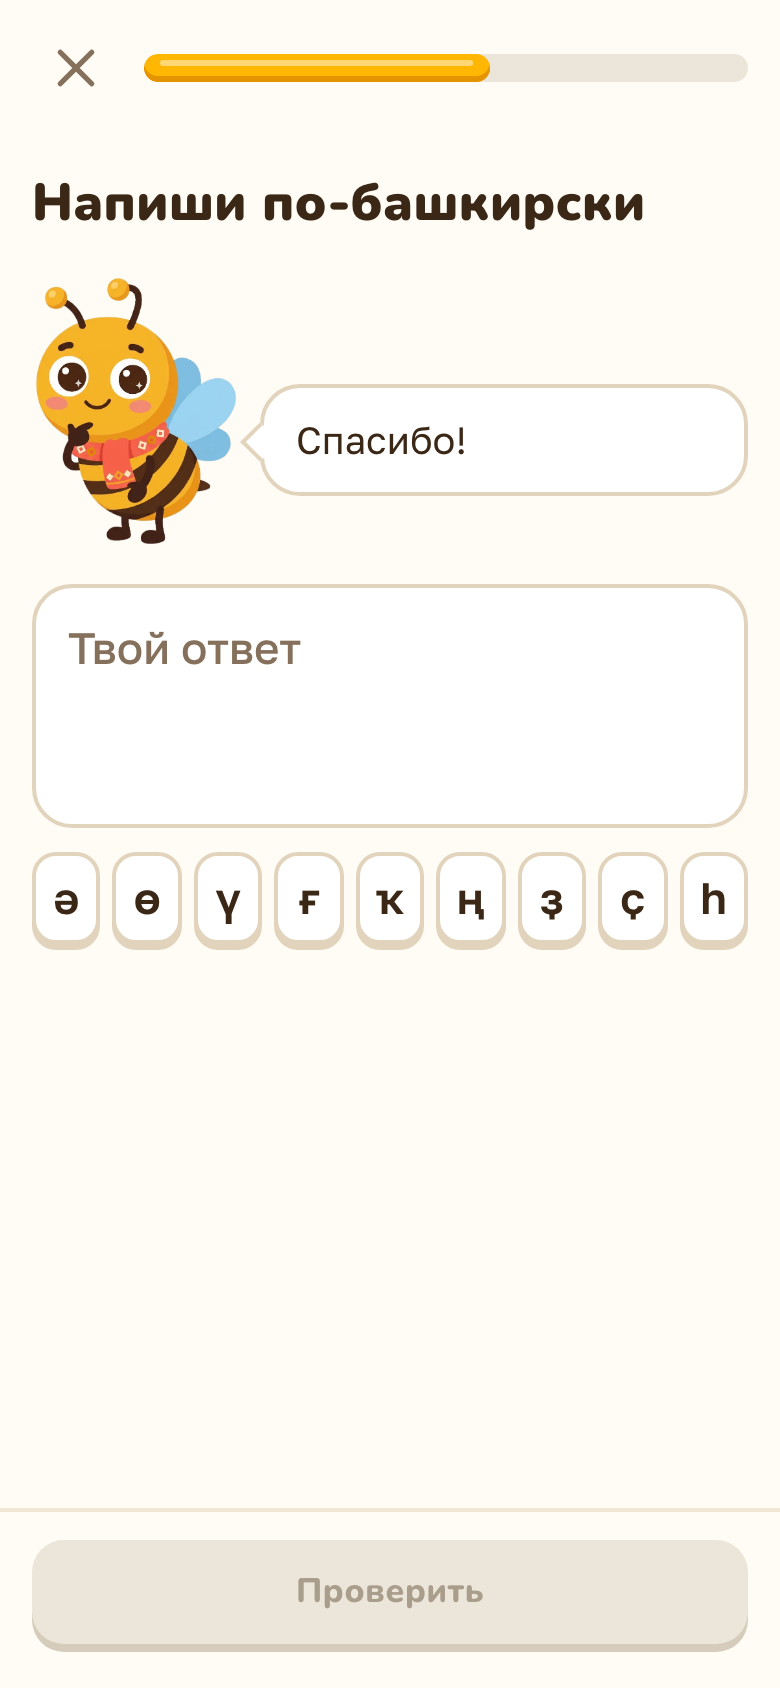 Напиши по-башкирски
Спасибо!
Твой ответ
ә ө ү ғ ҡ ң ҙ ҫ һ
Проверить